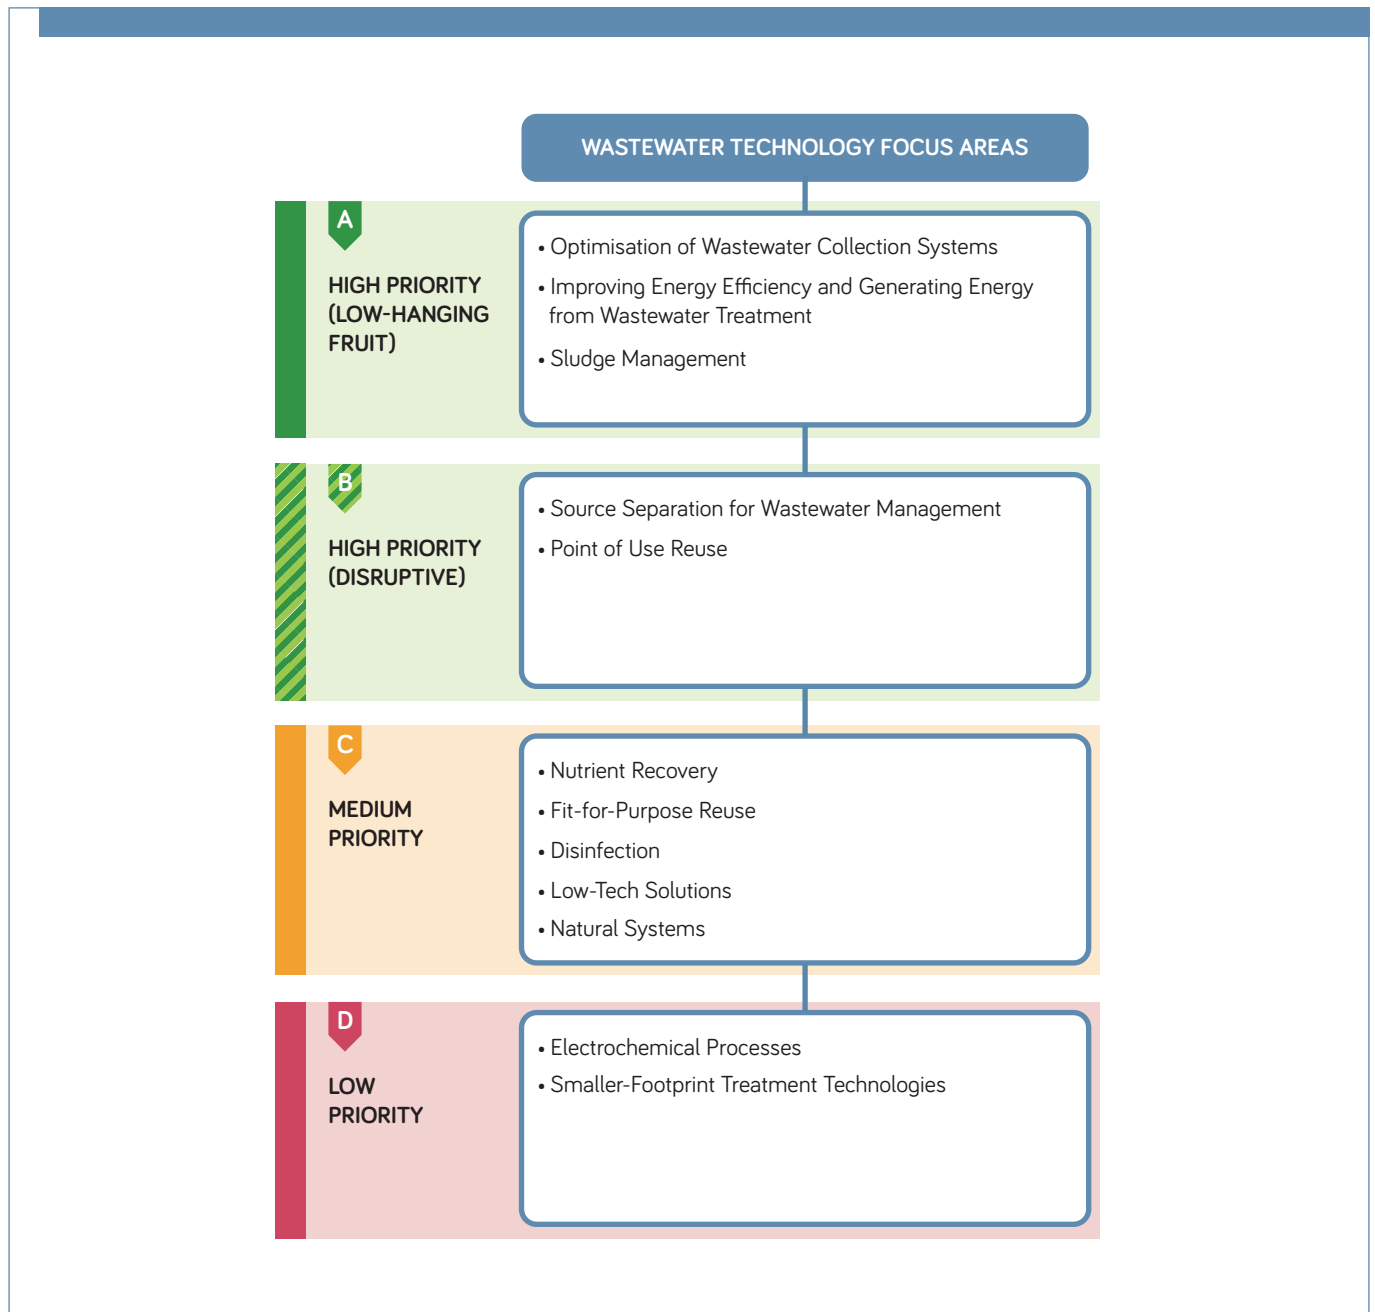 WASTEWATER TECHNOLOGY FOCUS AREAS
A
HIGH PRIORITY
(LOW-HANGING
FRUIT)
• Optimisation of Wastewater Collection Systems
• Improving Energy Efficiency and Generating Energy
from Wastewater Treatment
• Sludge Management
B
HIGH PRIORITY
(DISRUPTIVE)
• Source Separation for Wastewater Management
• Point of Use Reuse
C
MEDIUM
PRIORITY
• Nutrient Recovery
• Fit-for-Purpose Reuse
• Disinfection
• Low-Tech Solutions
• Natural Systems
D
LOW
PRIORITY
• Electrochemical Processes
• Smaller-Footprint Treatment Technologies